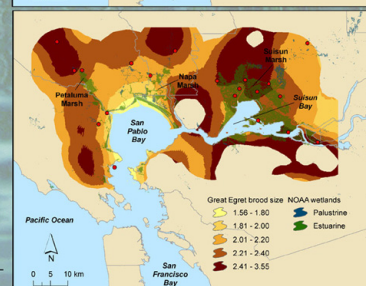 Suisun
Marsh
Napa
Marsh
Petaluma
Marsh
Suisun
Bay
San
Pablo
Bay
Great Egret brood size
1.56 - 1.80
1.81 - 2.00
2.01 - 2.20
2.21 - 2.40
2.41 - 3.55
NOAA wetlands
Palustrine
Estuarine
Pacific Ocean
N
0 5 10 km
San
Francisco
Bay